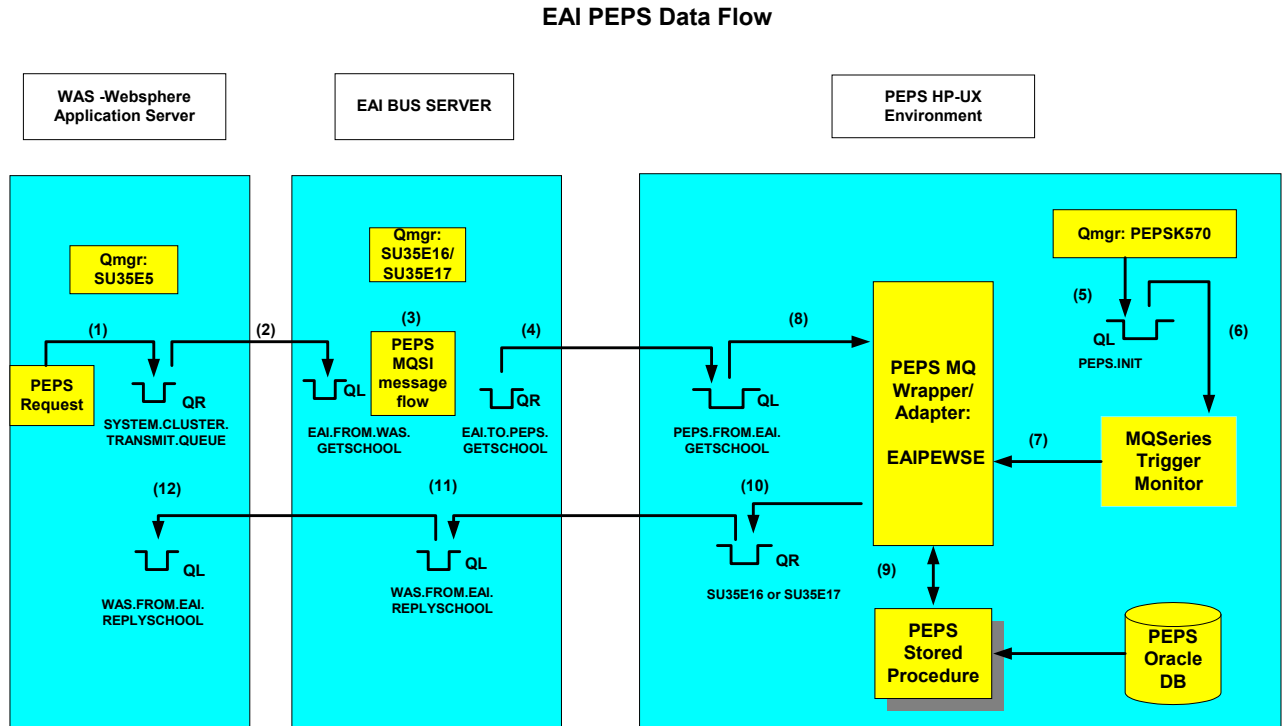 EAI PEPS Data Flow
WAS -Websphere
Application Server
EAI BUS SERVER
PEPS HP-UX
Environment
Qmgr:
SU35E5
Qmgr:
SU35E16/
SU35E17
Qmgr: PEPSK570
(1)
(2)
(3)
(4)
(5)
(6)
(8)
PEPS
Request
QR
SYSTEM.CLUSTER.
TRANSMIT.QUEUE
QL
EAI.FROM.WAS.
GETSCHOOL
PEPS
MQSI
message
flow
QR
EAI.TO.PEPS.
GETSCHOOL
QL
PEPS.FROM.EAI.
GETSCHOOL
PEPS MQ
Wrapper/
Adapter:
EAIPEWSE
QL
PEPS.INIT
(7)
MQSeries
Trigger
Monitor
(12)
(11)
(10)
QL
WAS.FROM.EAI.
REPLYSCHOOL
QL
WAS.FROM.EAI.
REPLYSCHOOL
QR
SU35E16 or SU35E17
(9)
PEPS
Stored
Procedure
PEPS
Oracle
DB